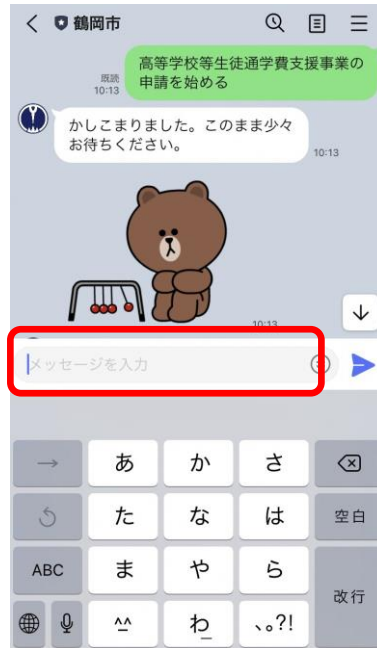 鶴岡市
高等学校等生徒通学費支援事業の
申請を始める
既読
10:13
かしこまりました。このまま少々
お待ちください。
10:13
10:13
メッセージを入力
→ あ か さ
た な は 空白
ABC ま や ら
改行
^^ わ 、。?!